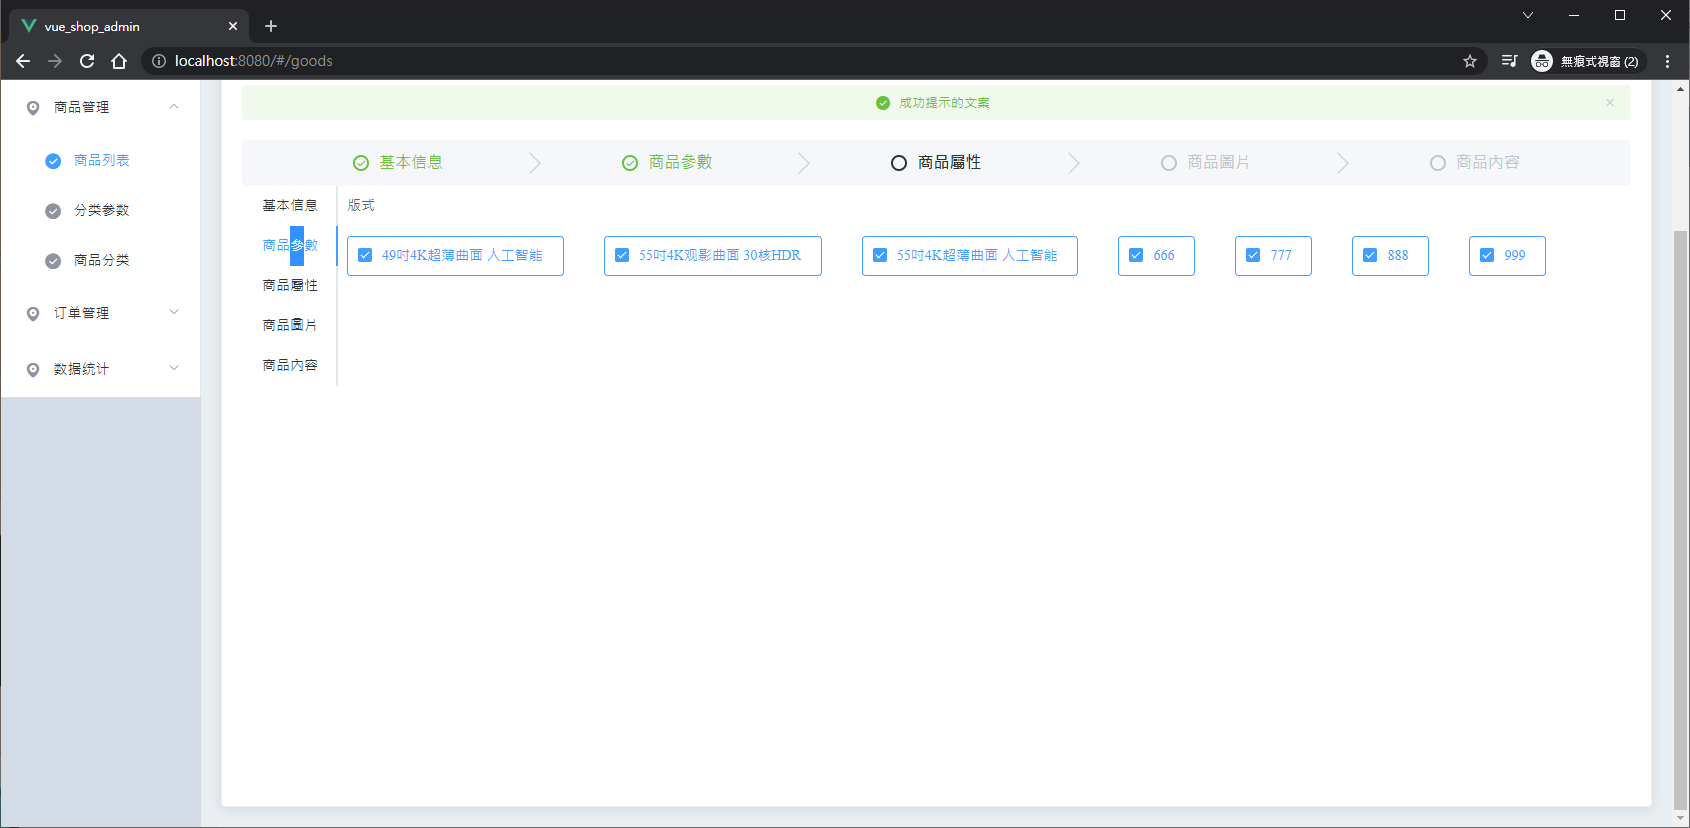 vue_shop_admin
localhost:8080/#/goods
無痕式視窗 (2)
商品管理
商品列表
分类参数
商品分类
订单管理
数据统计
成功提示的文案
基本信息
商品參數
商品屬性
商品圖片
商品內容
基本信息
商品參數
商品屬性
商品圖片
商品內容
版式
49吋4K超薄曲面 人工智能
55吋4K观影曲面 30核HDR
55吋4K超薄曲面 人工智能
666
777
888
999